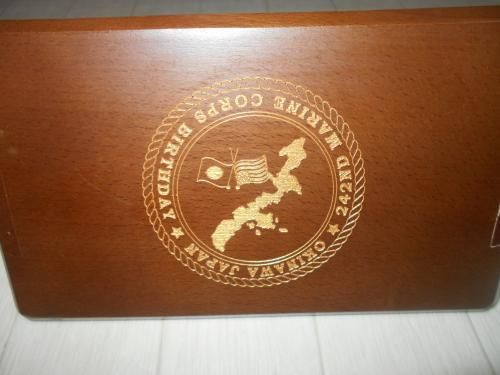 242ND MARINE CORPS BIRTHDAY
OKINAWA JAPAN